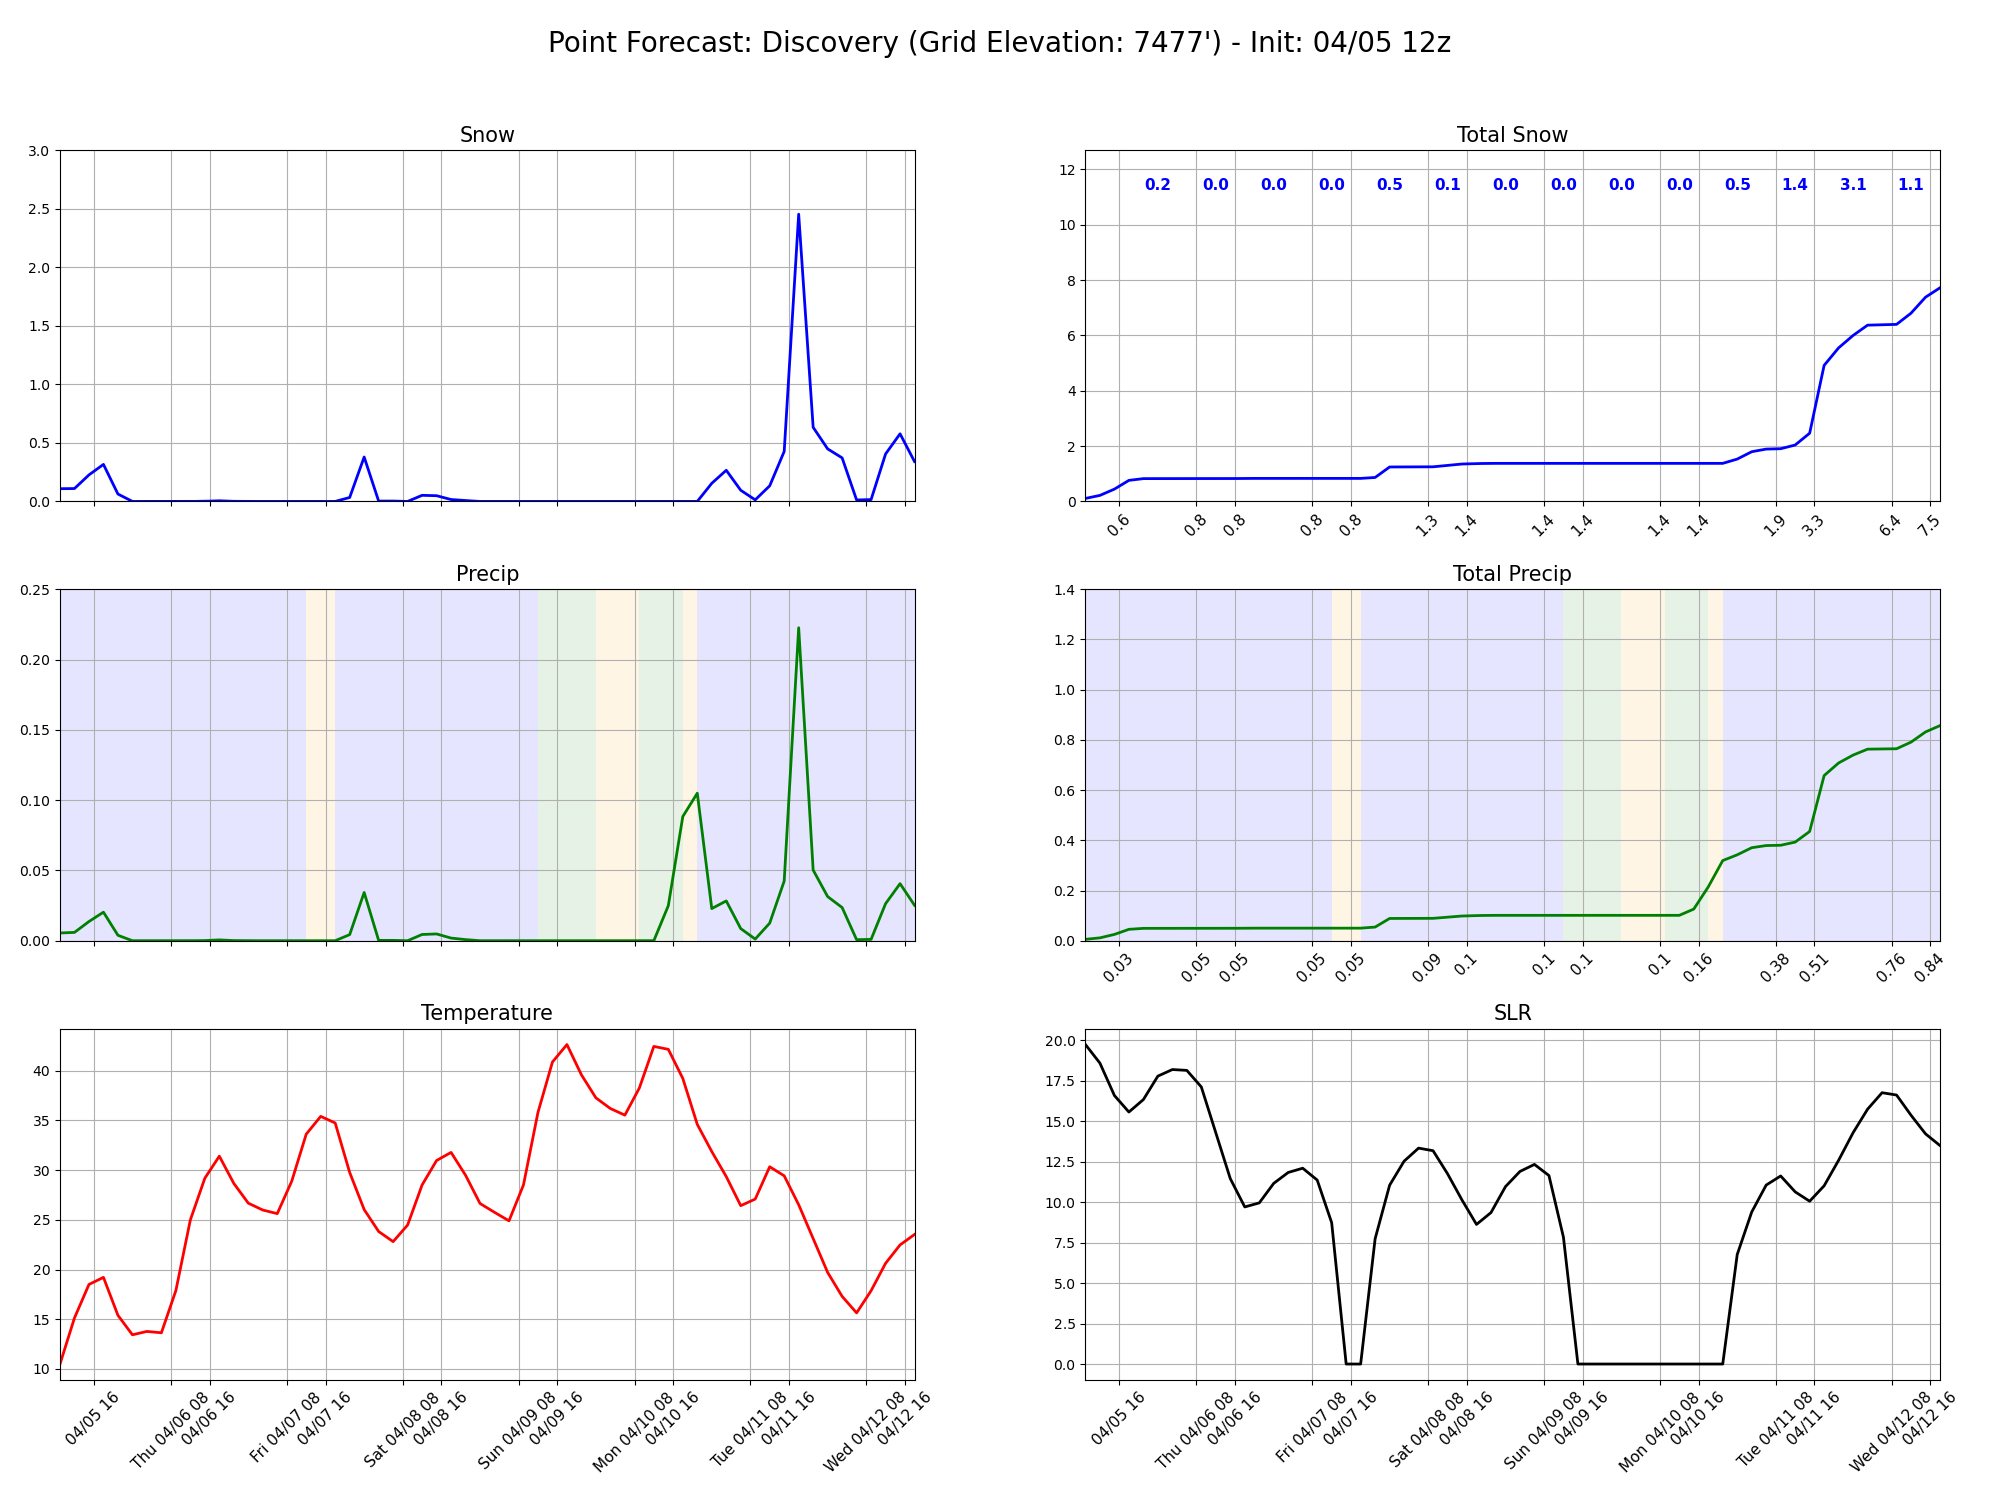 Point Forecast: Discovery (Grid Elevation: 7477') - Init: 04/05 12z
Snow
3.0
2.5
2.0
1.5
1.0
0.5
0.0
Total Snow
12
10
8
6
4
2
0
0.2 0.0 0.0 0.0 0.5 0.1 0.0 0.0 0.0 0.0 0.5 1.4 3.1 1.1
0.6 0.8 0.8 0.8 0.8 1.3 1.4 1.4 1.4 1.4 1.4 1.9 3.3 6.4 7.5
Precip
0.25
0.20
0.15
0.10
0.05
0.00
Total Precip
1.4
1.2
1.0
0.8
0.6
0.4
0.2
0.0
0.03 0.05 0.05 0.05 0.05 0.09 0.1 0.1 0.1 0.1 0.16 0.38 0.51 0.76 0.84
Temperature
40
35
30
25
20
15
10
04/05 16
Thu 04/06 08
04/06 16
Fri 04/07 08
04/07 16
Sat 04/08 08
04/08 16
Sun 04/09 08
04/09 16
Mon 04/10 08
04/10 16
Tue 04/11 08
04/11 16
Wed 04/12 08
04/12 16
SLR
20.0
17.5
15.0
12.5
10.0
7.5
5.0
2.5
0.0
04/05 16
Thu 04/06 08
04/06 16
Fri 04/07 08
04/07 16
Sat 04/08 08
04/08 16
Sun 04/09 08
04/09 16
Mon 04/10 08
04/10 16
Tue 04/11 08
04/11 16
Wed 04/12 08
04/12 16